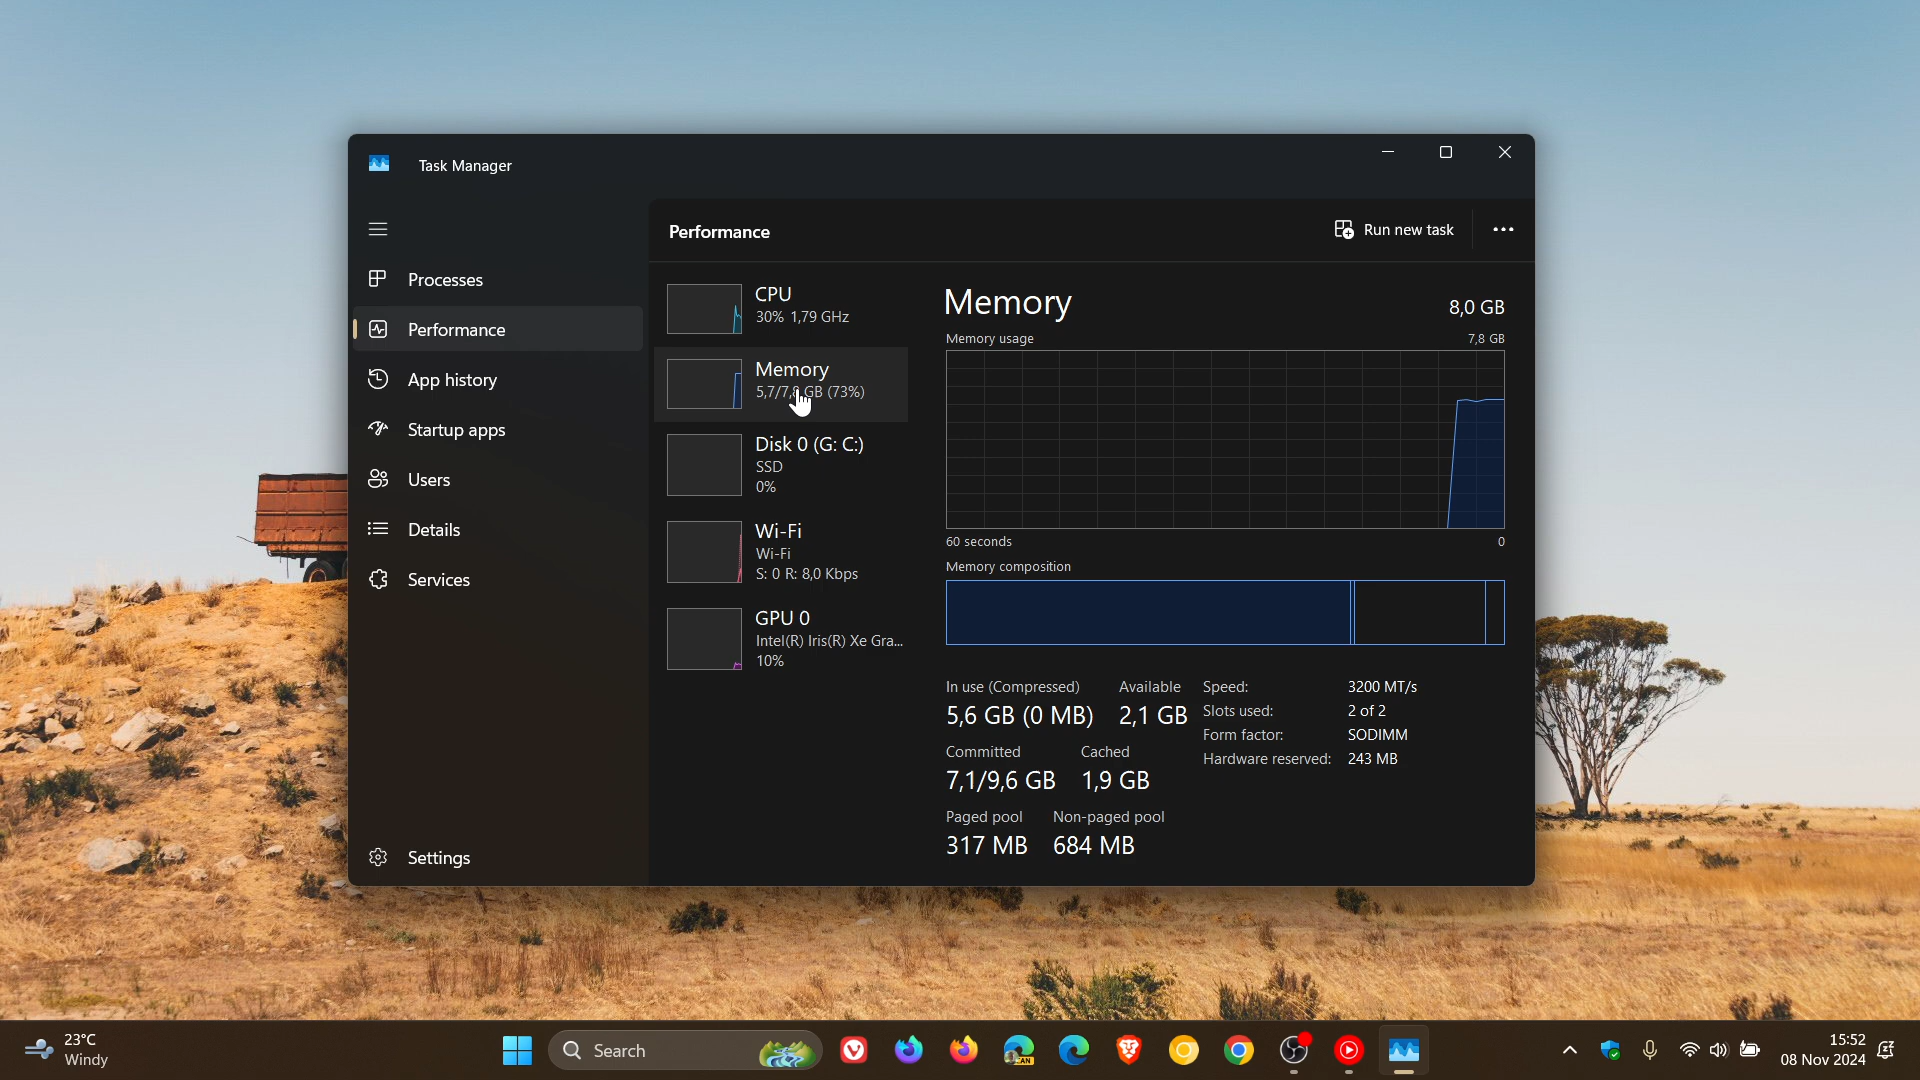 Task Manager
Performance
Run new task
Processes
Performance
App history
Startup apps
Users
Details
Services
Settings
CPU
30% 1,79 GHz
Memory
5,7/7,8 GB (73%)
Disk 0 (G: C:)
SSD
0%
Wi-Fi
Wi-Fi
S: 0 R: 8,0 Kbps
GPU 0
Intel(R) Iris(R) Xe Gra...
10%
Memory
8,0 GB
Memory usage
7,8 GB
60 seconds
0
Memory composition
In use (Compressed)
Available
5,6 GB (0 MB)
2,1 GB
Committed
Cached
7,1/9,6 GB
1,9 GB
Paged pool
Non-paged pool
317 MB
684 MB
Speed: 3200 MT/s
Slots used: 2 of 2
Form factor: SODIMM
Hardware reserved: 243 MB
23°C
Windy
Search
15:52
08 Nov 2024